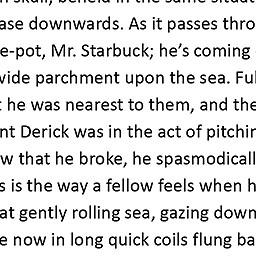 skull, beheld in the same situat
ase downwards. As it passes thro
e-pot, Mr. Starbuck; he’s coming
wide parchment upon the sea. Ful
he was nearest to them, and the
nt Derick was in the act of pitchin
w that he broke, he spasmodicall
s is the way a fellow feels when h
at gently rolling sea, gazing down
e now in long quick coils flung ba